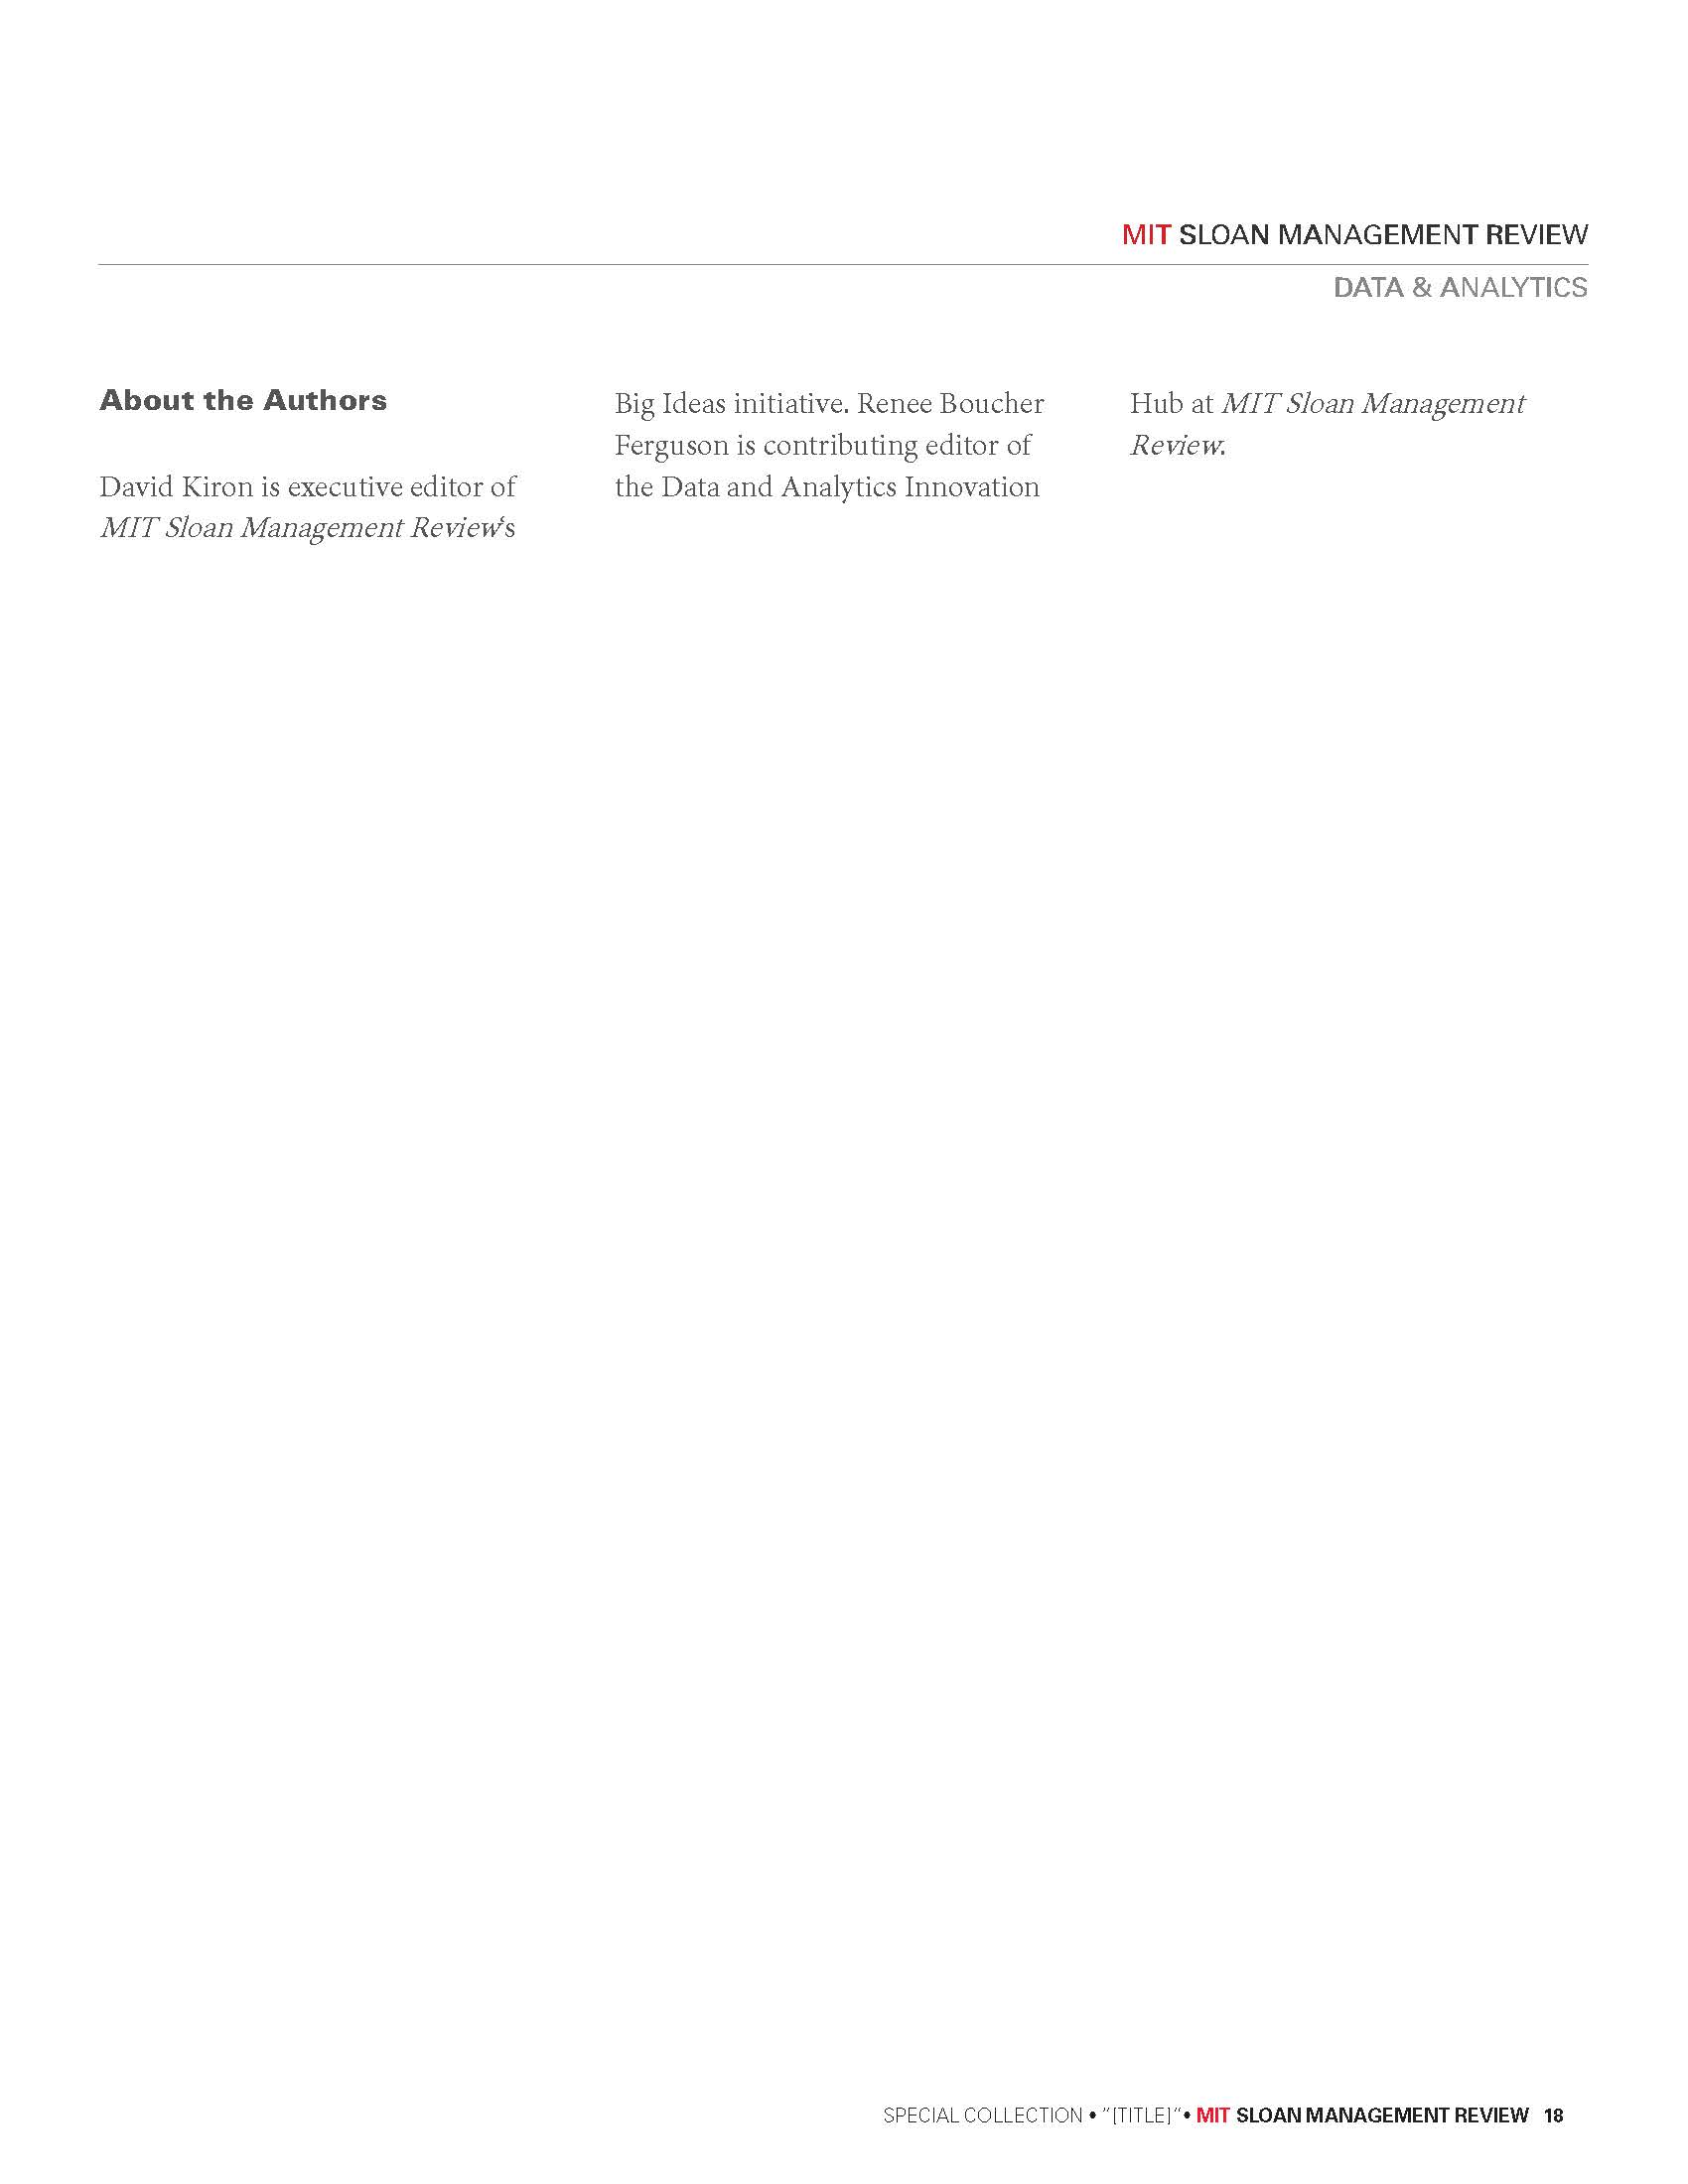 MIT SLOAN MANAGEMENT REVIEW
DATA & ANALYTICS
About the Authors
David Kiron is executive editor of
MIT Sloan Management Review‘s
Big Ideas initiative. Renee Boucher
Ferguson is contributing editor of
the Data and Analytics Innovation
Hub at MIT Sloan Management
Review.
SPECIAL COLLECTION • “[TITLE]“• MIT SLOAN MANAGEMENT REVIEW 18